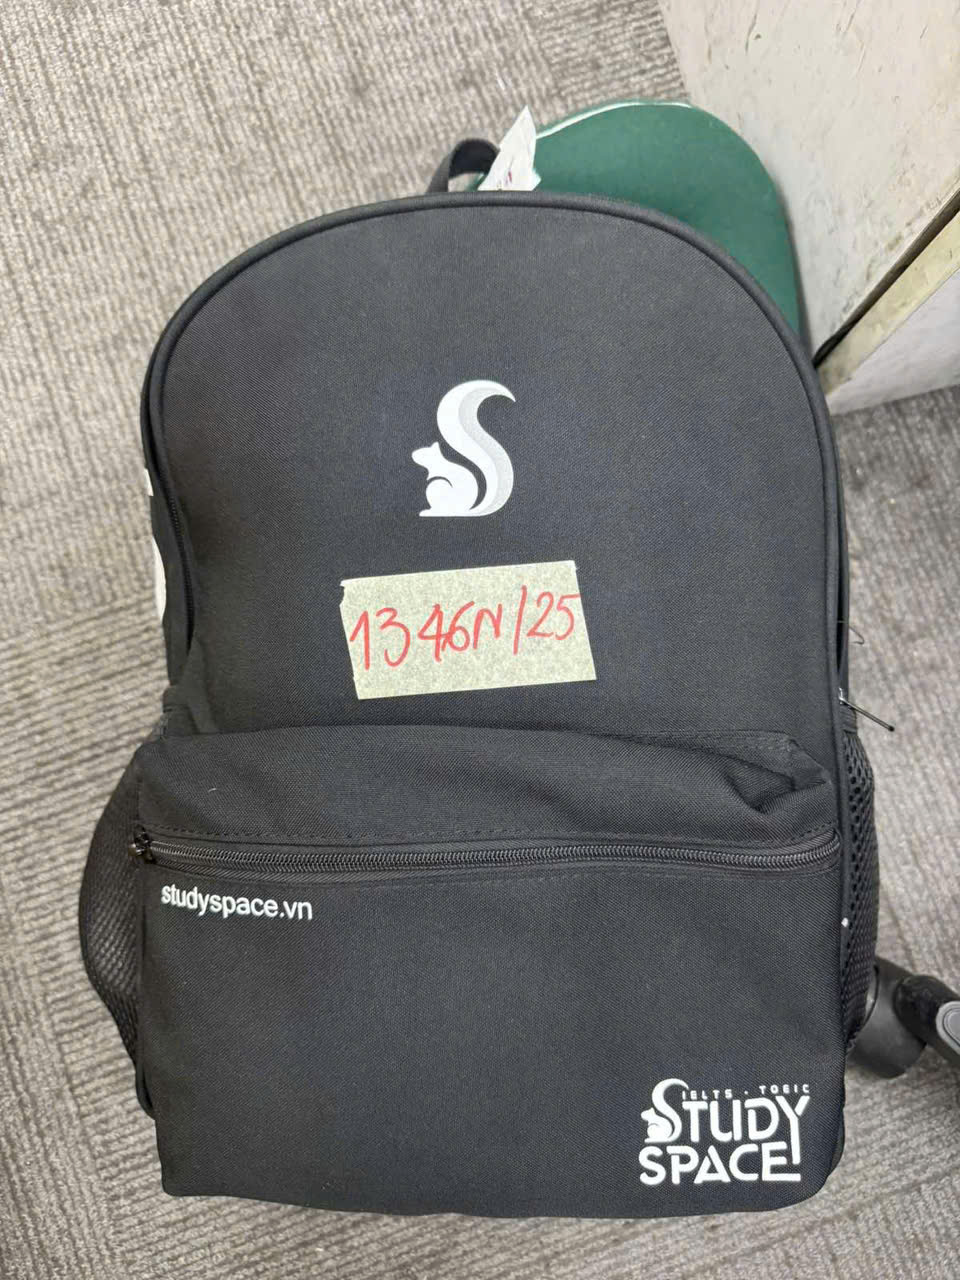 1346N/25
studyspace.vn
IELTS · TOEIC
STUDY
SPACE